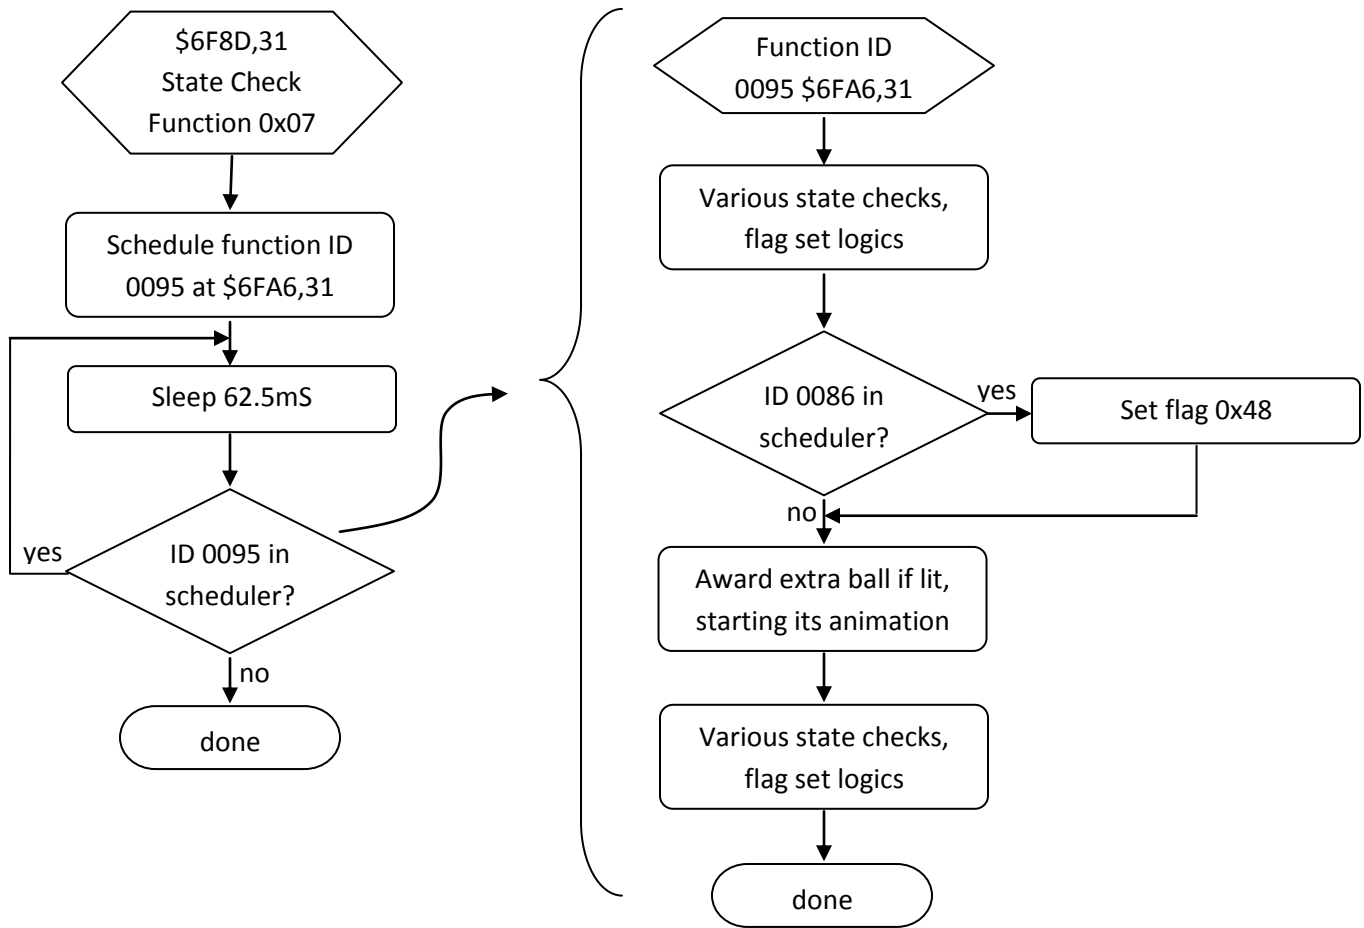 $6F8D,31
State Check
Function 0x07
Schedule function ID
0095 at $6FA6,31
Sleep 62.5mS
yes
ID 0095 in
scheduler?
no
done
Function ID
0095 $6FA6,31
Various state checks,
flag set logics
ID 0086 in
scheduler?
yes
Set flag 0x48
no
Award extra ball if lit,
starting its animation
Various state checks,
flag set logics
done